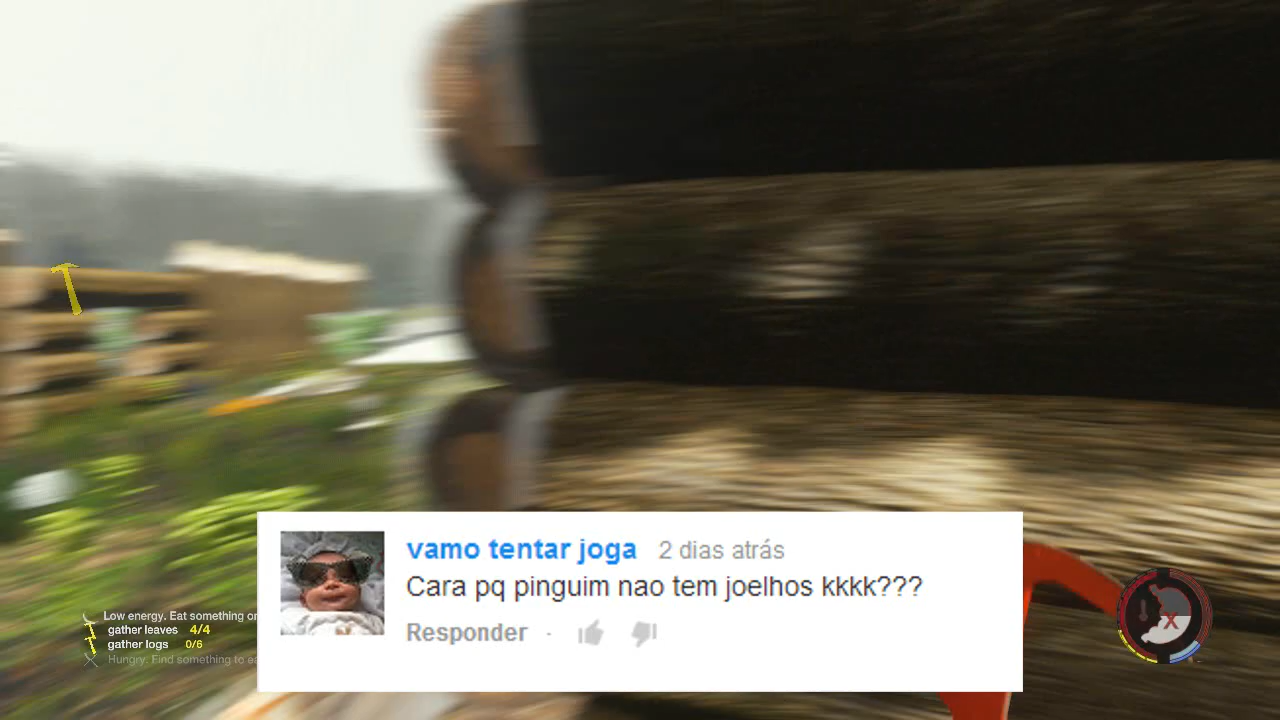 vamo tentar joga 2 dias atrás
Cara pq pinguim nao tem joelhos kkkk???
Responder
Low energy. Eat something or
gather leaves 4/4
gather logs 0/6
Hungry. Find something to ea